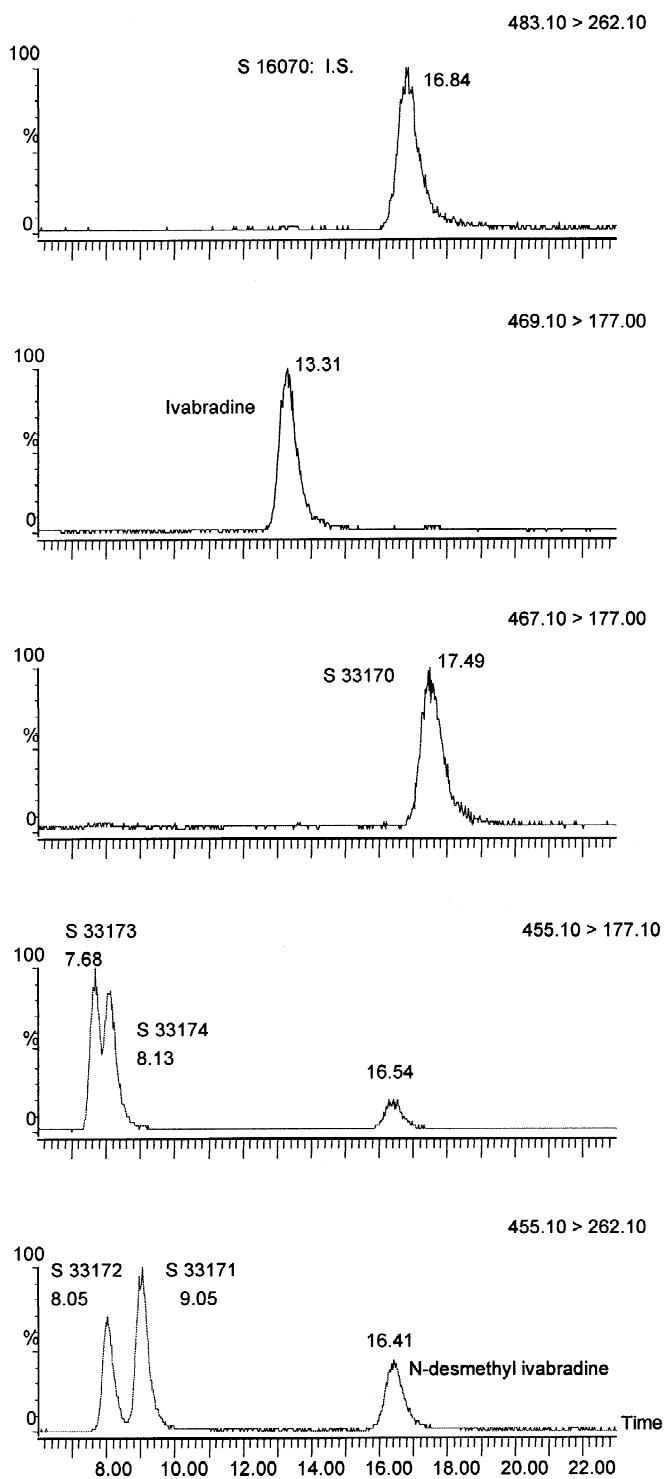 483.10 > 262.10
100
S 16070: I.S.
16.84
%
0
469.10 > 177.00
100
13.31
Ivabradine
%
0
467.10 > 177.00
100
17.49
S 33170
%
0
455.10 > 177.10
S 33173
100
7.68
S 33174
%
8.13
16.54
0
455.10 > 262.10
100
S 33172 S 33171
8.05 9.05
%
16.41
N-desmethyl ivabradine
0
Time
8.00 10.00 12.00 14.00 16.00 18.00 20.00 22.00